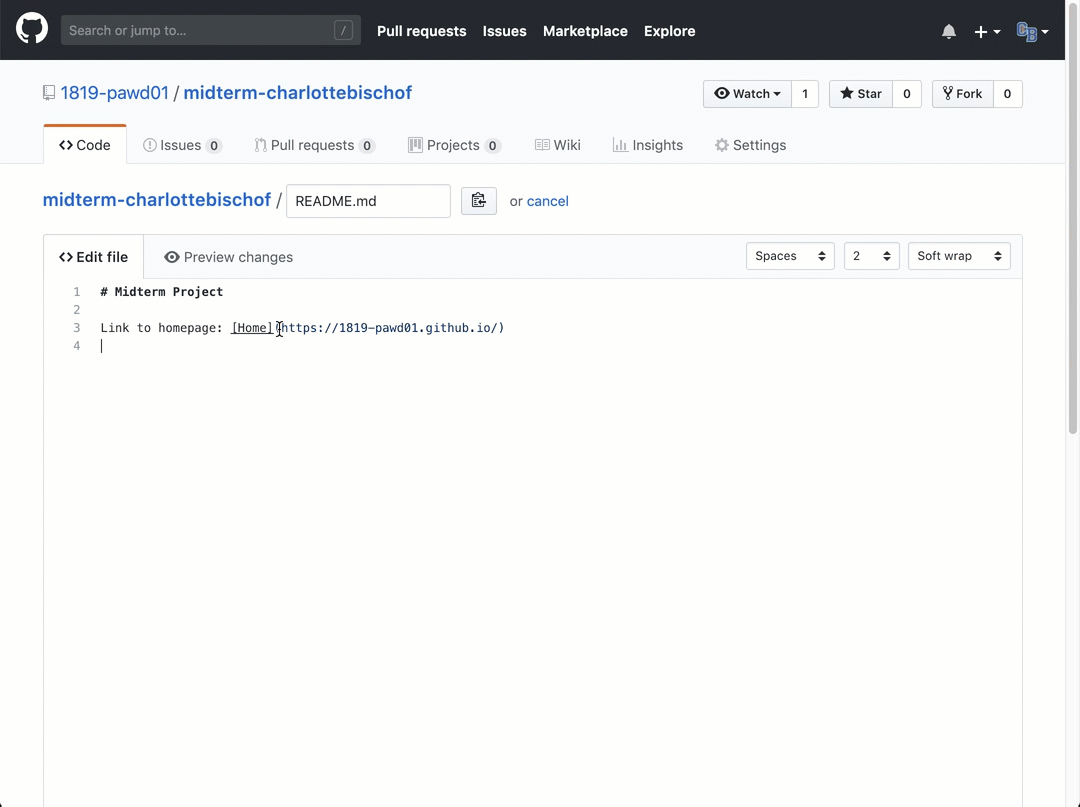 Search or jump to... /
Pull requests Issues Marketplace Explore
1819-pawd01 / midterm-charlottebischof
Watch 1 Star 0 Fork 0
<> Code Issues 0 Pull requests 0 Projects 0 Wiki Insights Settings
midterm-charlottebischof / README.md or cancel
<> Edit file Preview changes Spaces 2 Soft wrap
1 # Midterm Project
2
3 Link to homepage: [Home](https://1819-pawd01.github.io/)
4